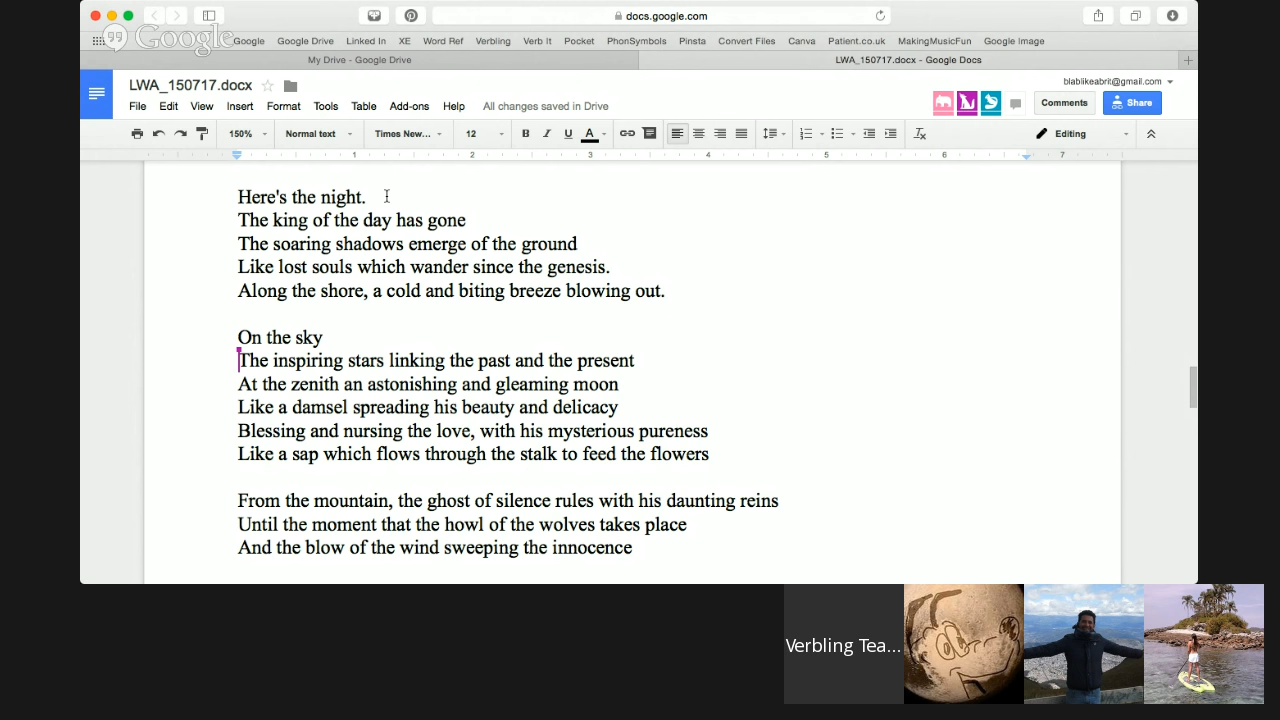 docs.google.com
Google
Google Google Drive Linked In XE Word Ref Verbling Verb It Pocket PhonSymbols Pinsta Convert Files Canva Patient.co.uk MakingMusicFun Google Image
My Drive - Google Drive LWA_150717.docx - Google Docs
LWA_150717.docx blablikeabrit@gmail.com
File Edit View Insert Format Tools Table Add-ons Help All changes saved in Drive Comments Share
150% Normal text Times New... 12 B I U A Editing
1 2 3 4 5 6 7
Here's the night.
The king of the day has gone
The soaring shadows emerge of the ground
Like lost souls which wander since the genesis.
Along the shore, a cold and biting breeze blowing out.
On the sky
The inspiring stars linking the past and the present
At the zenith an astonishing and gleaming moon
Like a damsel spreading his beauty and delicacy
Blessing and nursing the love, with his mysterious pureness
Like a sap which flows through the stalk to feed the flowers
From the mountain, the ghost of silence rules with his daunting reins
Until the moment that the howl of the wolves takes place
And the blow of the wind sweeping the innocence
Verbling Tea...